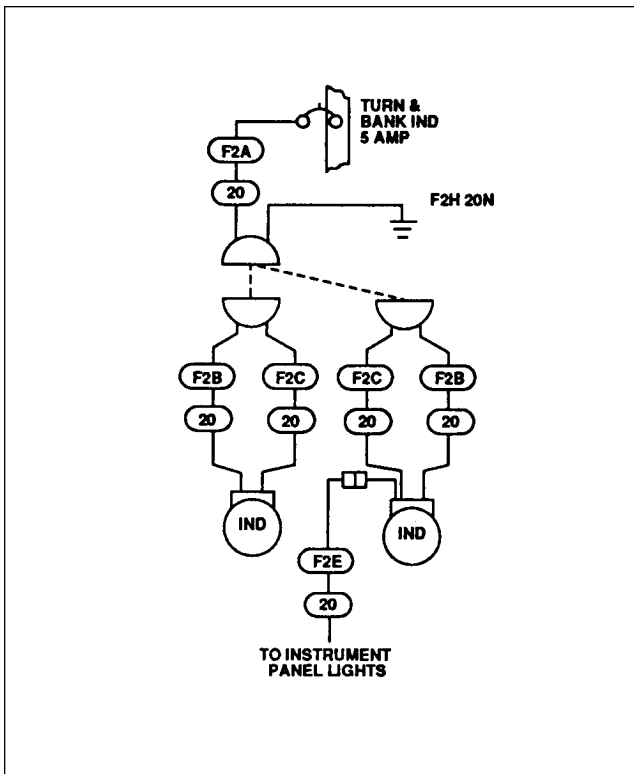 TURN &
BANK IND
5 AMP
F2A
20
F2H 20N
F2B
F2C
F2C
F2B
20
20
20
20
IND
IND
F2E
20
TO INSTRUMENT
PANEL LIGHTS